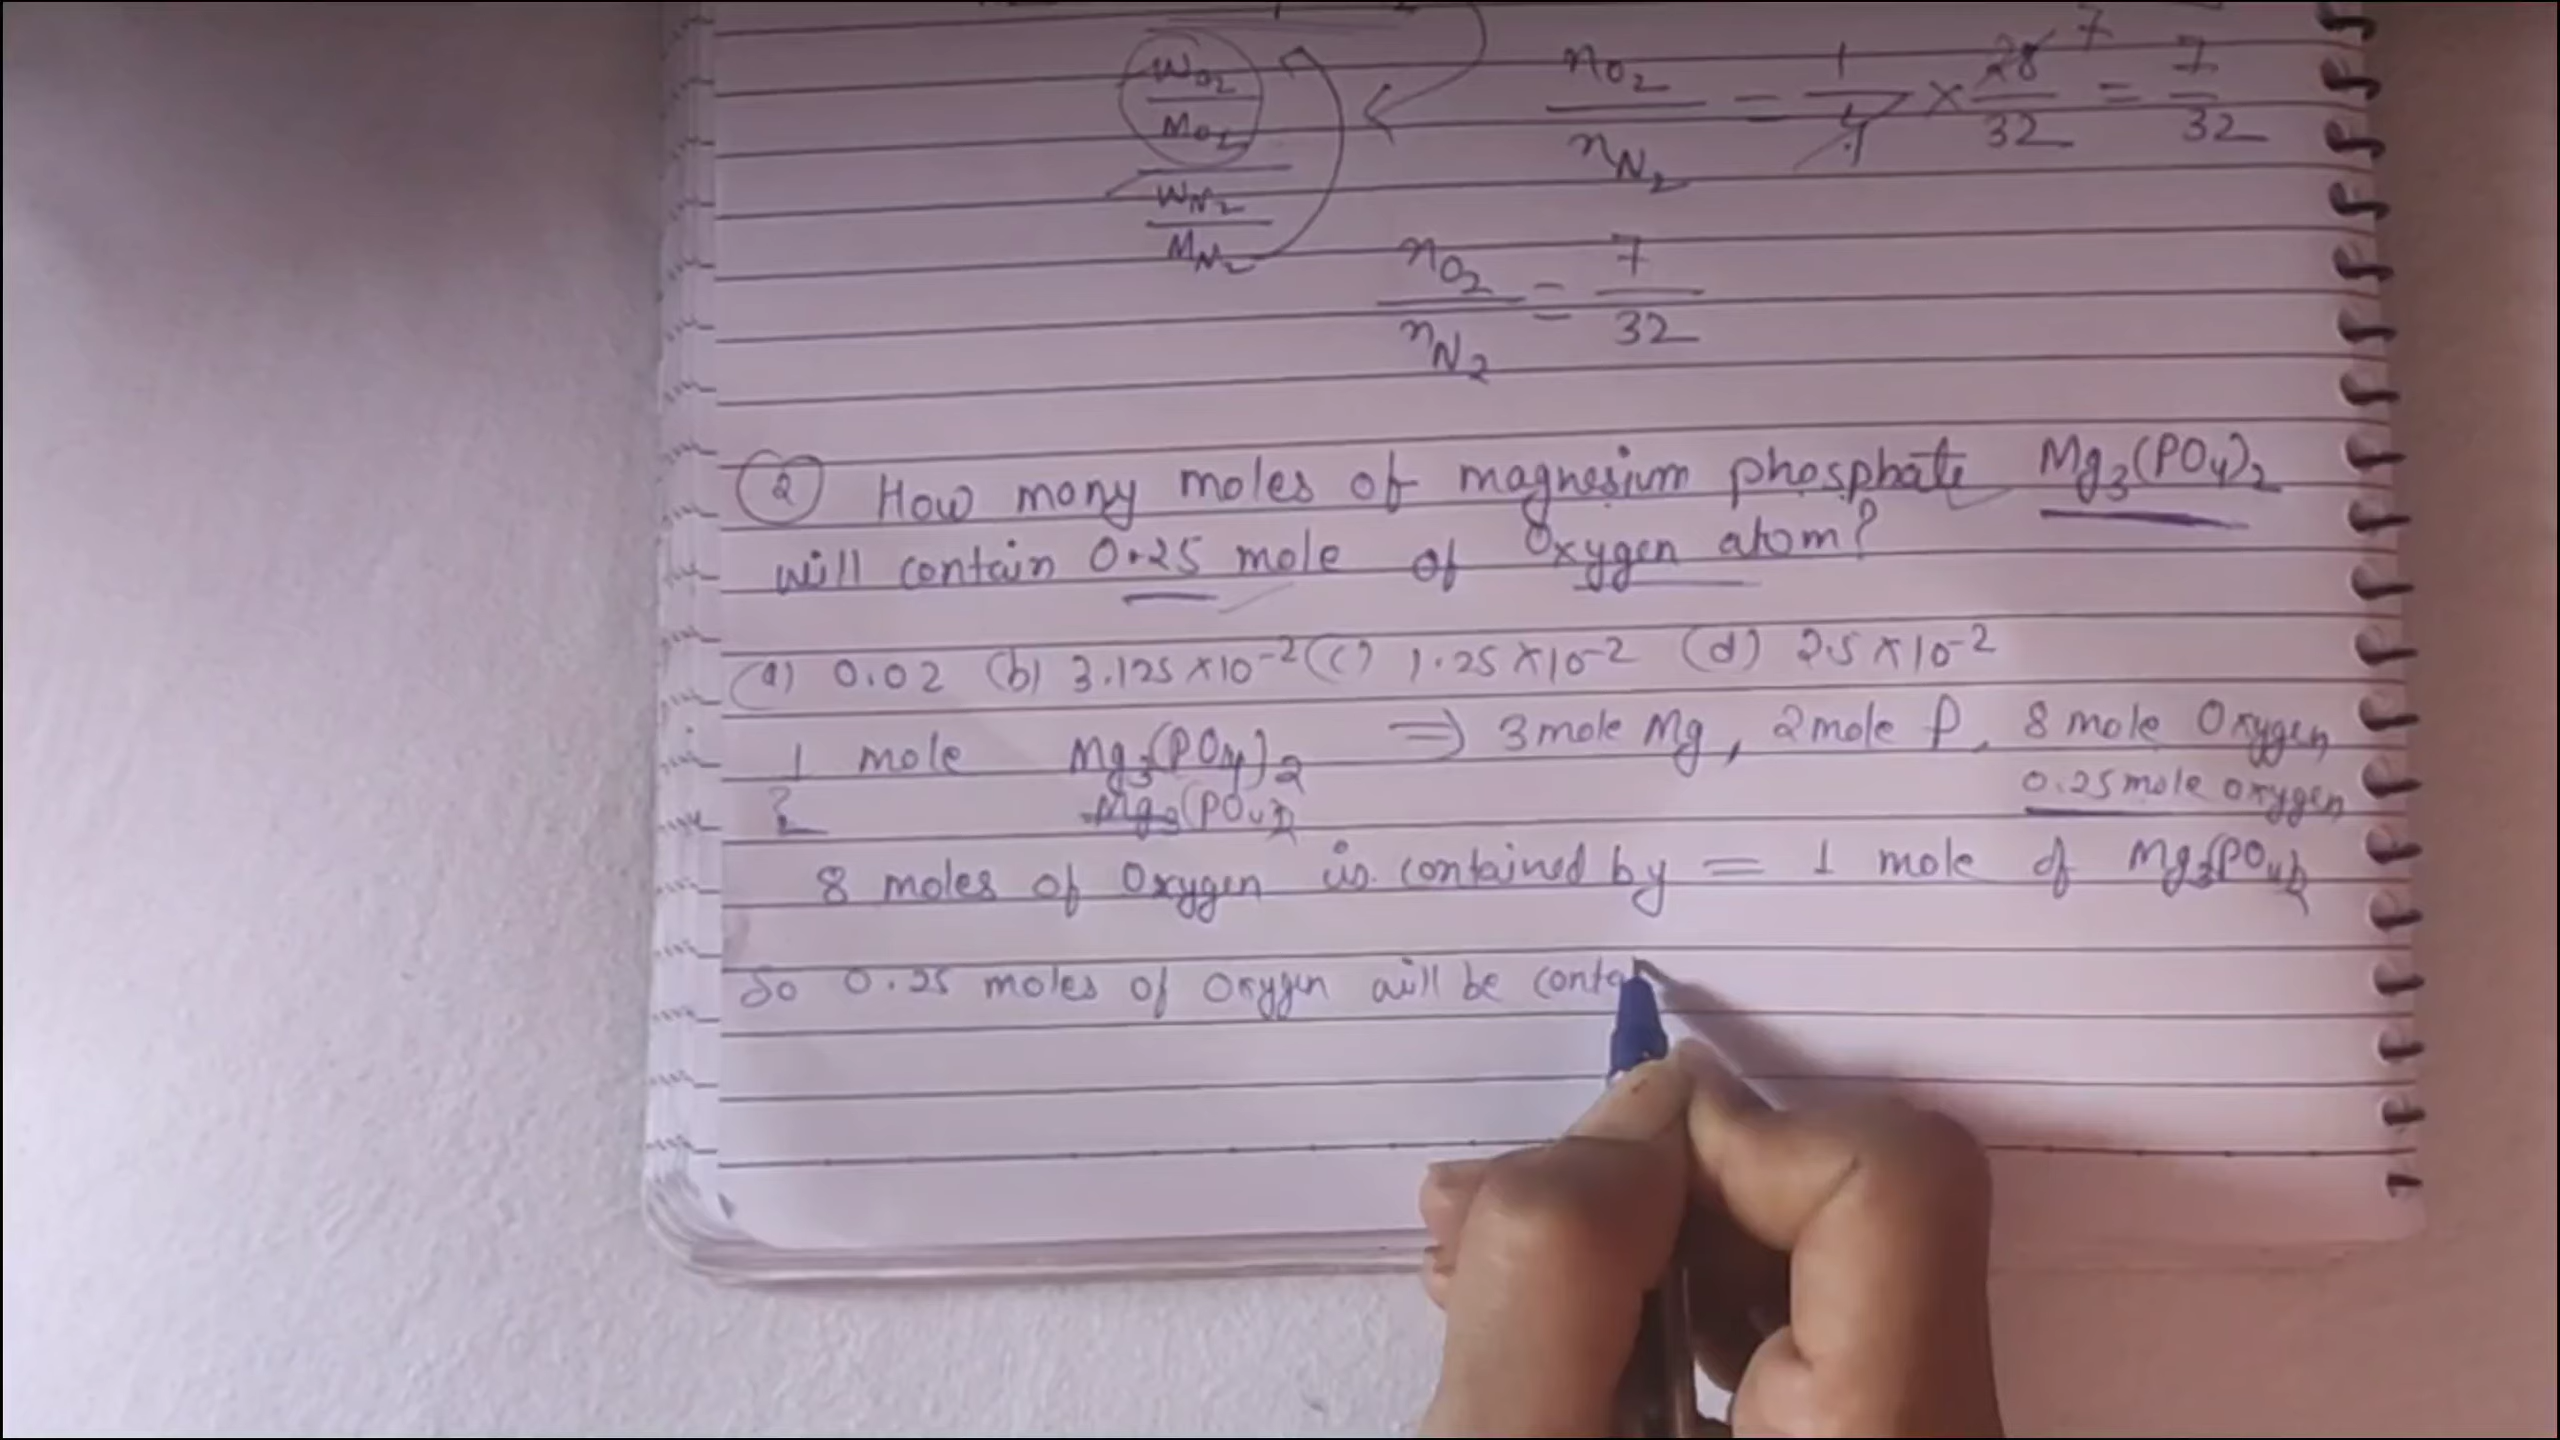 WO2 / MO2
WN2 / MN2
nO2 / nN2 = 1/4 × 28/32 = 7/32
7
nO2 / nN2 = 7/32
(2) How many moles of magnesium phosphate Mg3(PO4)2
will contain 0.25 mole of Oxygen atom?
(a) 0.02 (b) 3.125×10-2 (c) 1.25×10-2 (d) 2.5×10-2
1 mole Mg3(PO4)2 => 3 mole Mg, 2 mole P, 8 mole Oxygen
? Mg3(PO4)2 0.25 mole oxygen
8 moles of Oxygen is contained by = 1 mole of Mg3(PO4)2
So 0.25 moles of Oxygen will be conta